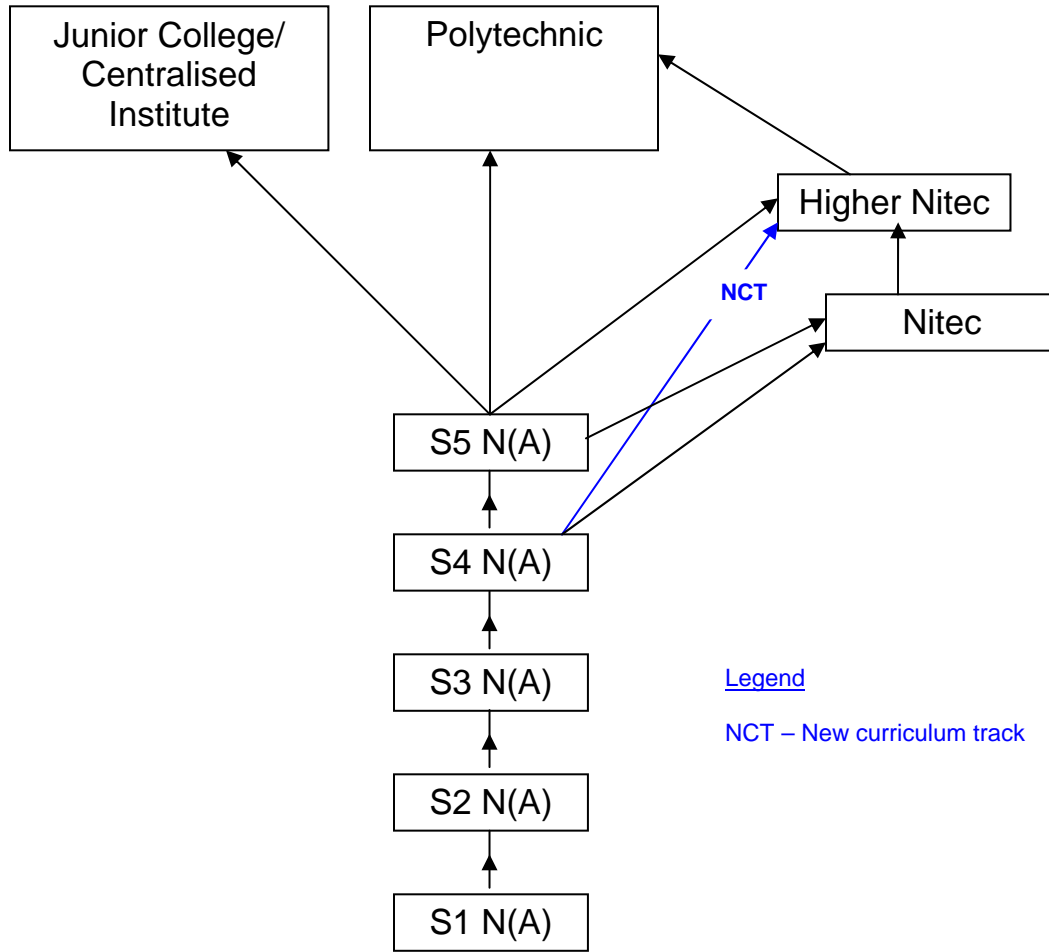 Junior College/
Centralised
Institute
Polytechnic
Higher Nitec
NCT
Nitec
S5 N(A)
S4 N(A)
S3 N(A)
Legend
NCT – New curriculum track
S2 N(A)
S1 N(A)